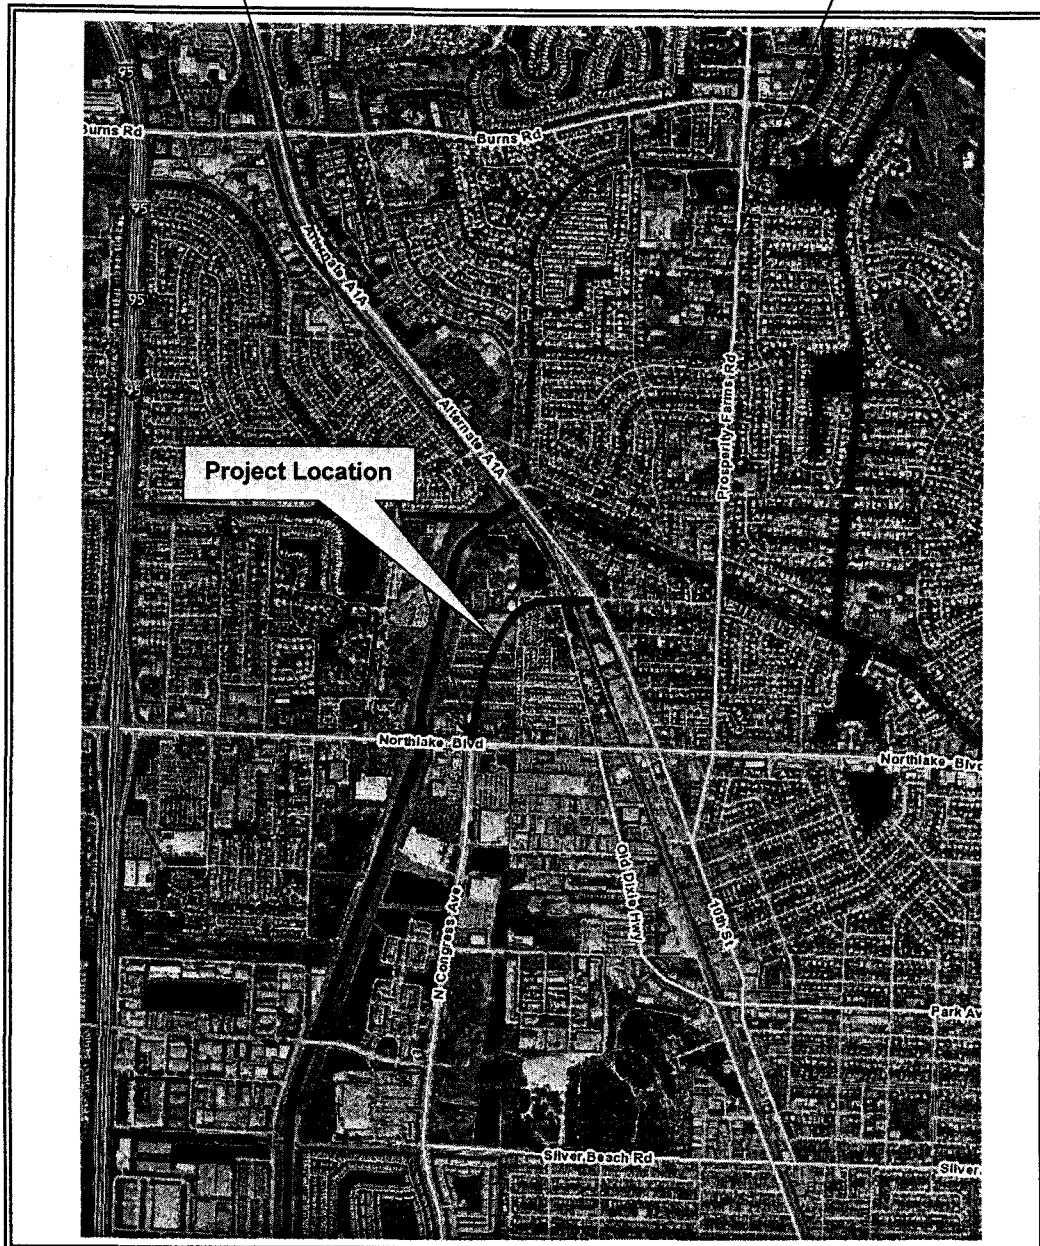 95
Burns Rd
Burns Rd
95
Alternate A1A
95
95
Prosperity Farms Rd
Alternate A1A
Project Location
Northlake Blvd
Northlake Blvd
Old Dixie Hwy
10th St
N Congress Ave
Park Av
Silver Beach Rd
Silver